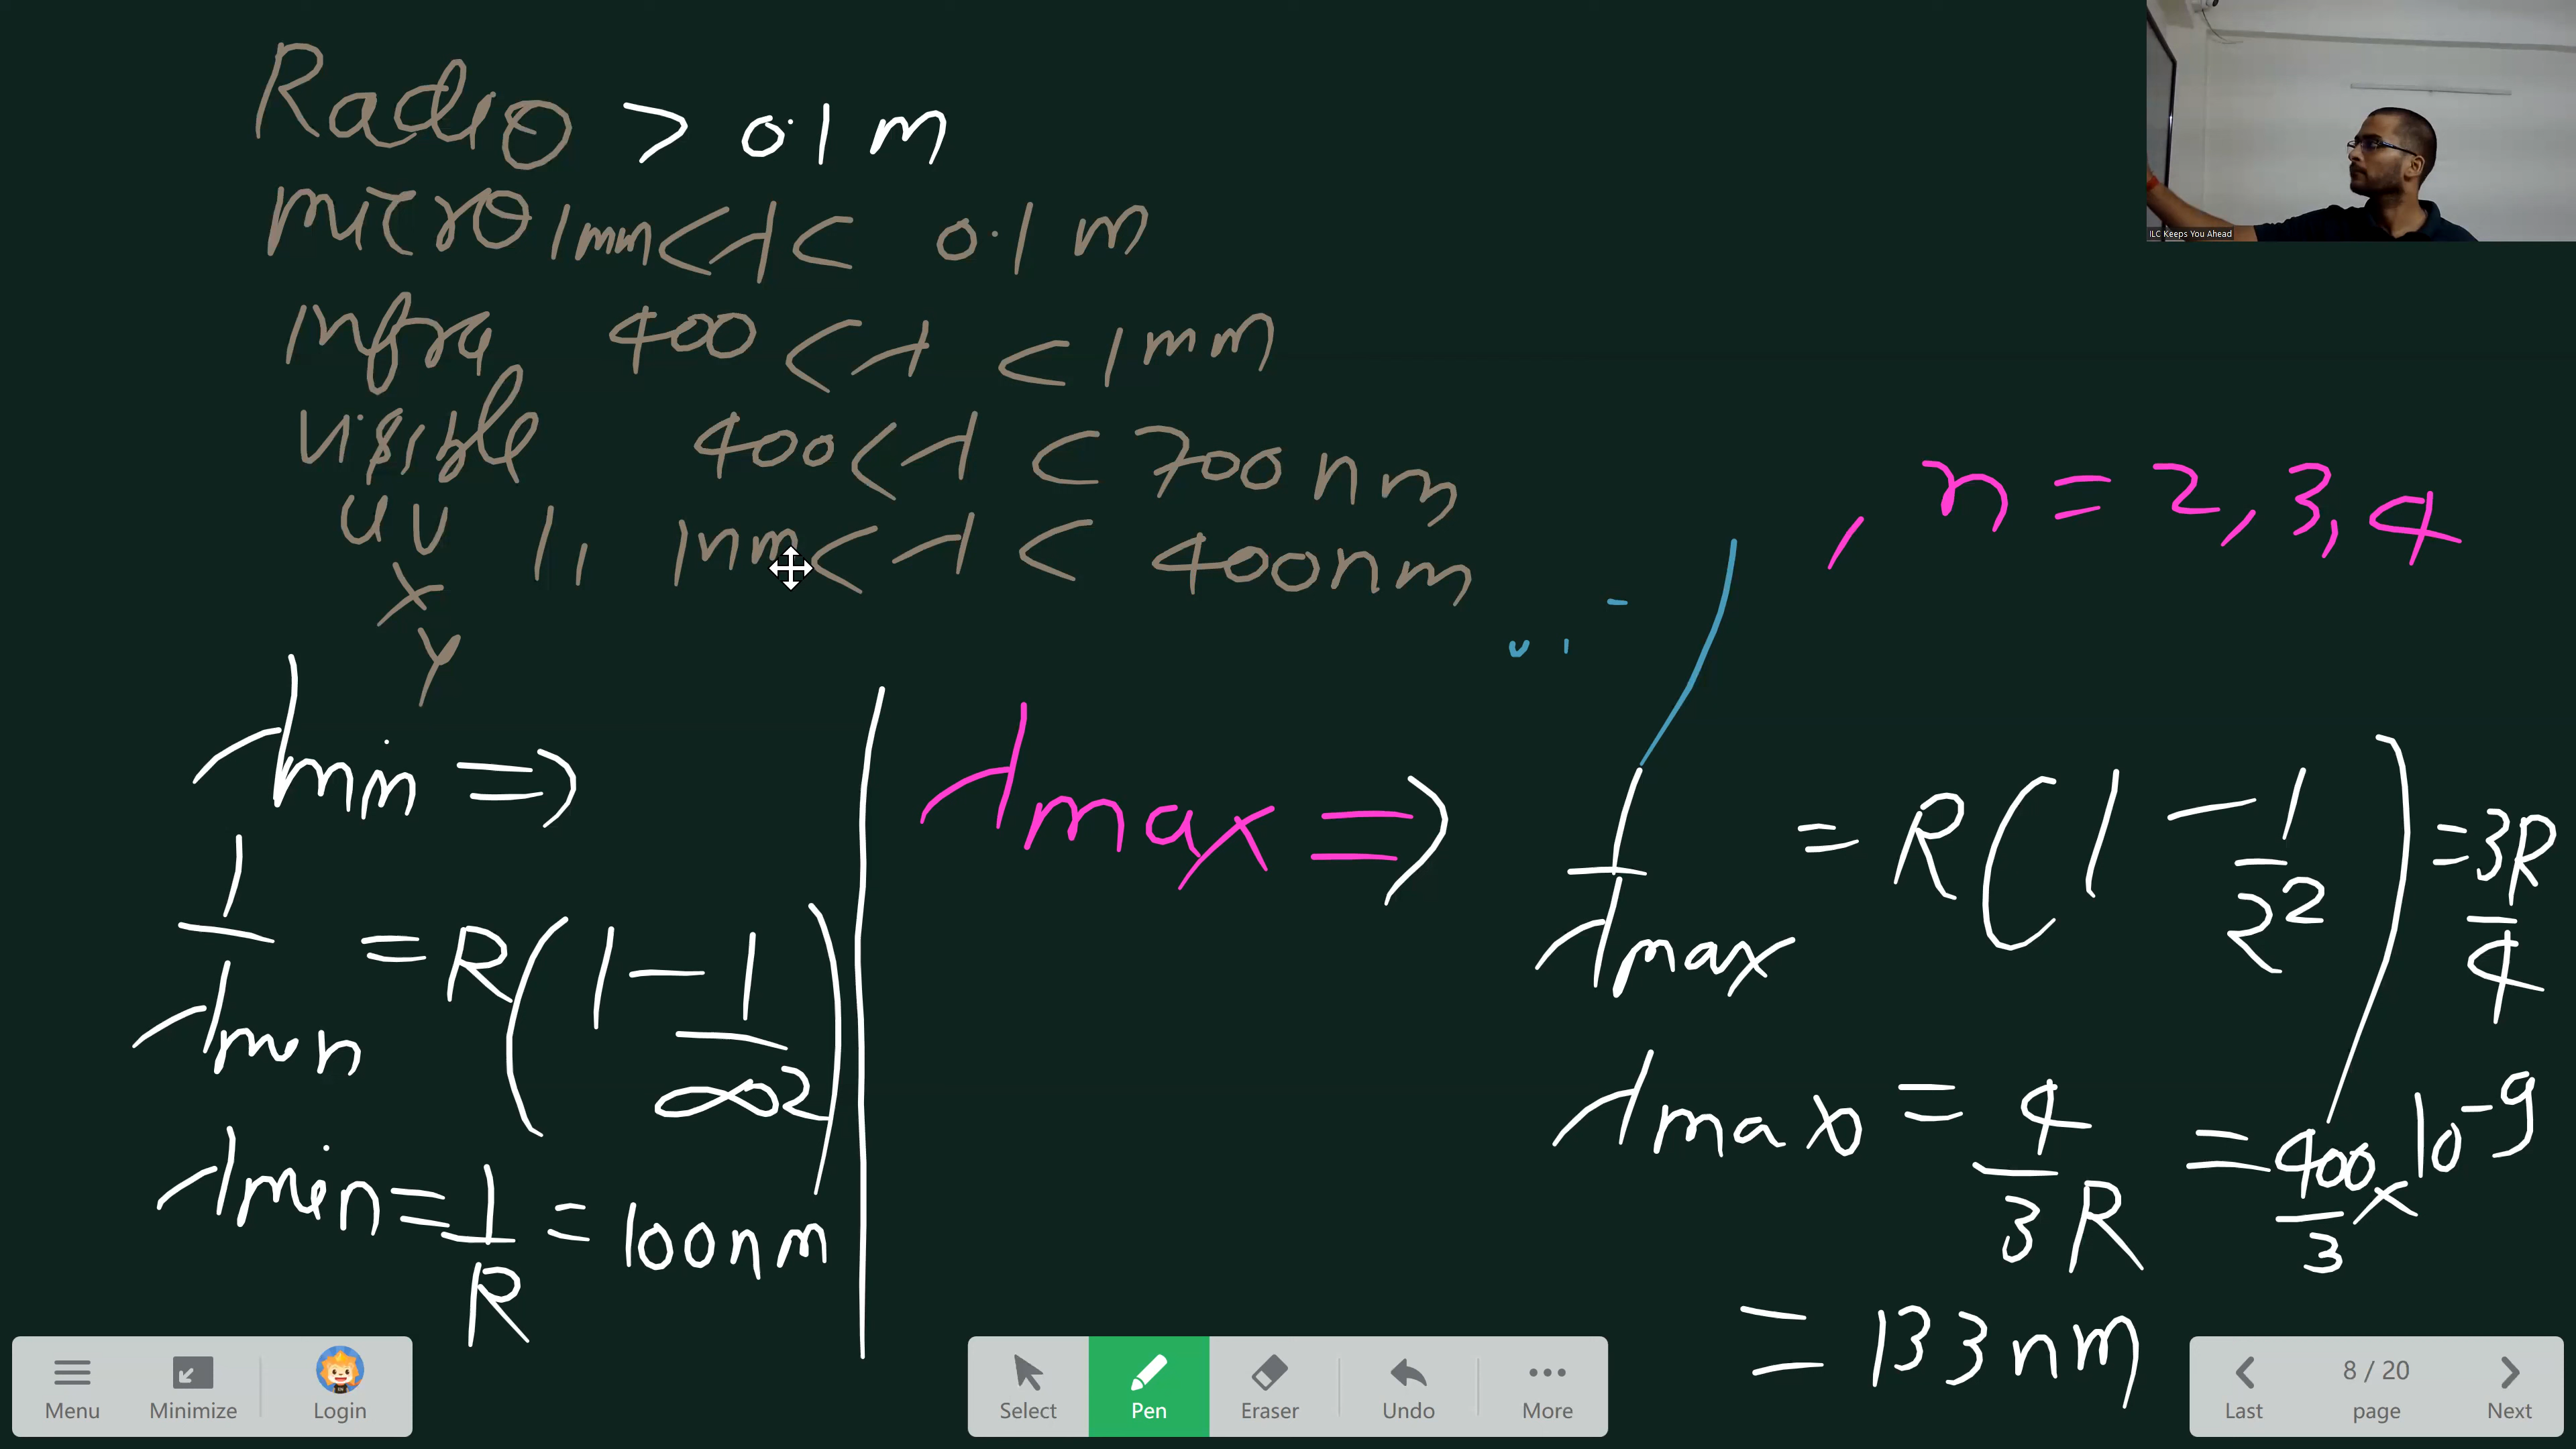 Radio > 0.1 m
micro 1mm < λ < 0.1 m
infra 400 < λ < 1mm
visible 400 < λ < 700 nm
UV 1, 1nm < λ < 400nm
X
γ
, n = 2, 3, 4
λmin ⇒
1/λmin = R(1 - 1/∞2)
λmin = 1/R = 100nm
λmax ⇒ 1/λmax = R(1 - 1/2²) = 3R/4
λmax = 4/3R = 400/3 x 10⁻⁹
= 133nm
ILC Keeps You Ahead
Menu Minimize Login
Select Pen Eraser Undo More
8 / 20
Last page Next